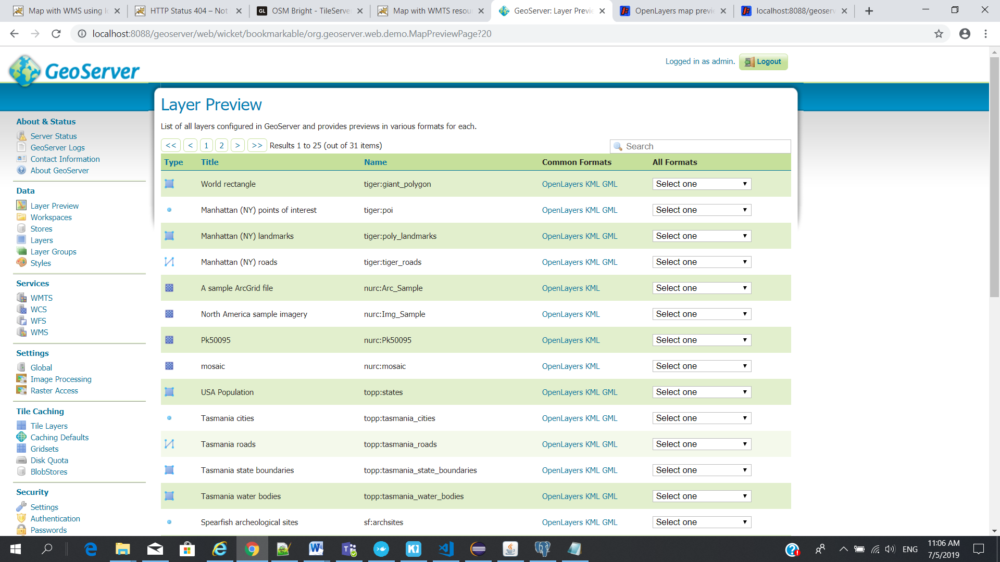 Map with WMS using l
HTTP Status 404 – Not
GL OSM Bright - TileServe
Map with WMTS resou
GeoServer: Layer Previe
OpenLayers map previe
localhost:8088/geoserv
localhost:8088/geoserver/web/wicket/bookmarkable/org.geoserver.web.demo.MapPreviewPage?20
GeoServer
Logged in as admin.
Logout
About & Status
Server Status
GeoServer Logs
Contact Information
About GeoServer
Data
Layer Preview
Workspaces
Stores
Layers
Layer Groups
Styles
Services
WMTS
WCS
WFS
WMS
Settings
Global
Image Processing
Raster Access
Tile Caching
Tile Layers
Caching Defaults
Gridsets
Disk Quota
BlobStores
Security
Settings
Authentication
Passwords
Layer Preview
List of all layers configured in GeoServer and provides previews in various formats for each.
<< < 1 2 > >> Results 1 to 25 (out of 31 items)
Search
Type Title Name Common Formats All Formats
World rectangle tiger:giant_polygon OpenLayers KML GML Select one
Manhattan (NY) points of interest tiger:poi OpenLayers KML GML Select one
Manhattan (NY) landmarks tiger:poly_landmarks OpenLayers KML GML Select one
Manhattan (NY) roads tiger:tiger_roads OpenLayers KML GML Select one
A sample ArcGrid file nurc:Arc_Sample OpenLayers KML Select one
North America sample imagery nurc:Img_Sample OpenLayers KML Select one
Pk50095 nurc:Pk50095 OpenLayers KML Select one
mosaic nurc:mosaic OpenLayers KML Select one
USA Population topp:states OpenLayers KML GML Select one
Tasmania cities topp:tasmania_cities OpenLayers KML GML Select one
Tasmania roads topp:tasmania_roads OpenLayers KML GML Select one
Tasmania state boundaries topp:tasmania_state_boundaries OpenLayers KML GML Select one
Tasmania water bodies topp:tasmania_water_bodies OpenLayers KML GML Select one
Spearfish archeological sites sf:archsites OpenLayers KML GML Select one
ENG
11:06 AM
7/5/2019